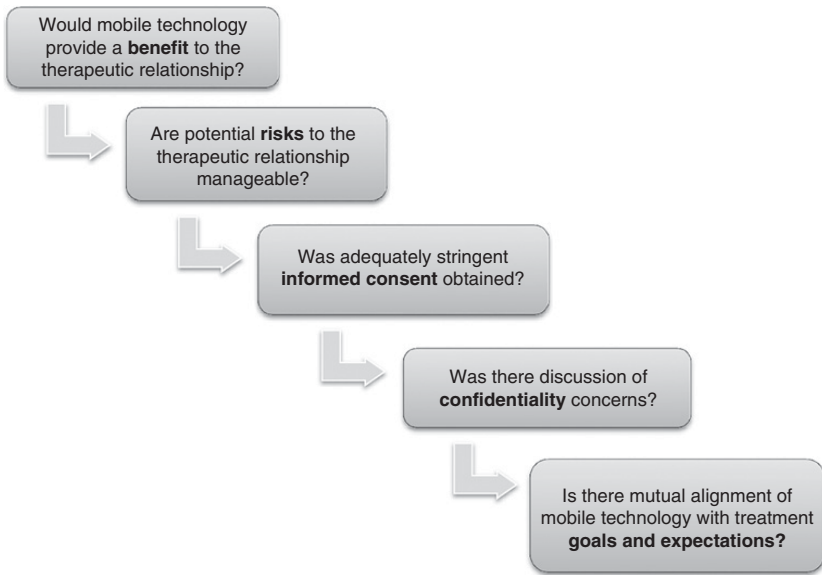 Would mobile technology
provide a benefit to the
therapeutic relationship?
Are potential risks to the
therapeutic relationship
manageable?
Was adequately stringent
informed consent obtained?
Was there discussion of
confidentiality concerns?
Is there mutual alignment of
mobile technology with treatment
goals and expectations?